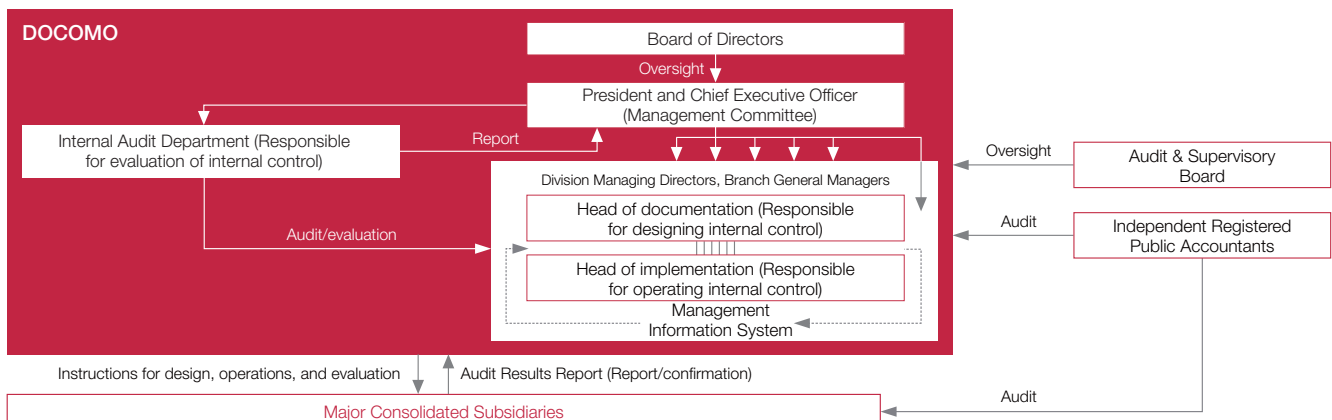 DOCOMO
Board of Directors
Oversight
President and Chief Executive Officer
(Management Committee)
Internal Audit Department (Responsible
for evaluation of internal control)
Report
Oversight
Audit & Supervisory
Board
Division Managing Directors, Branch General Managers
Head of documentation (Responsible
for designing internal control)
Audit/evaluation
Audit
Independent Registered
Public Accountants
Head of implementation (Responsible
for operating internal control)
Management
Information System
Instructions for design, operations, and evaluation
Audit Results Report (Report/confirmation)
Audit
Major Consolidated Subsidiaries